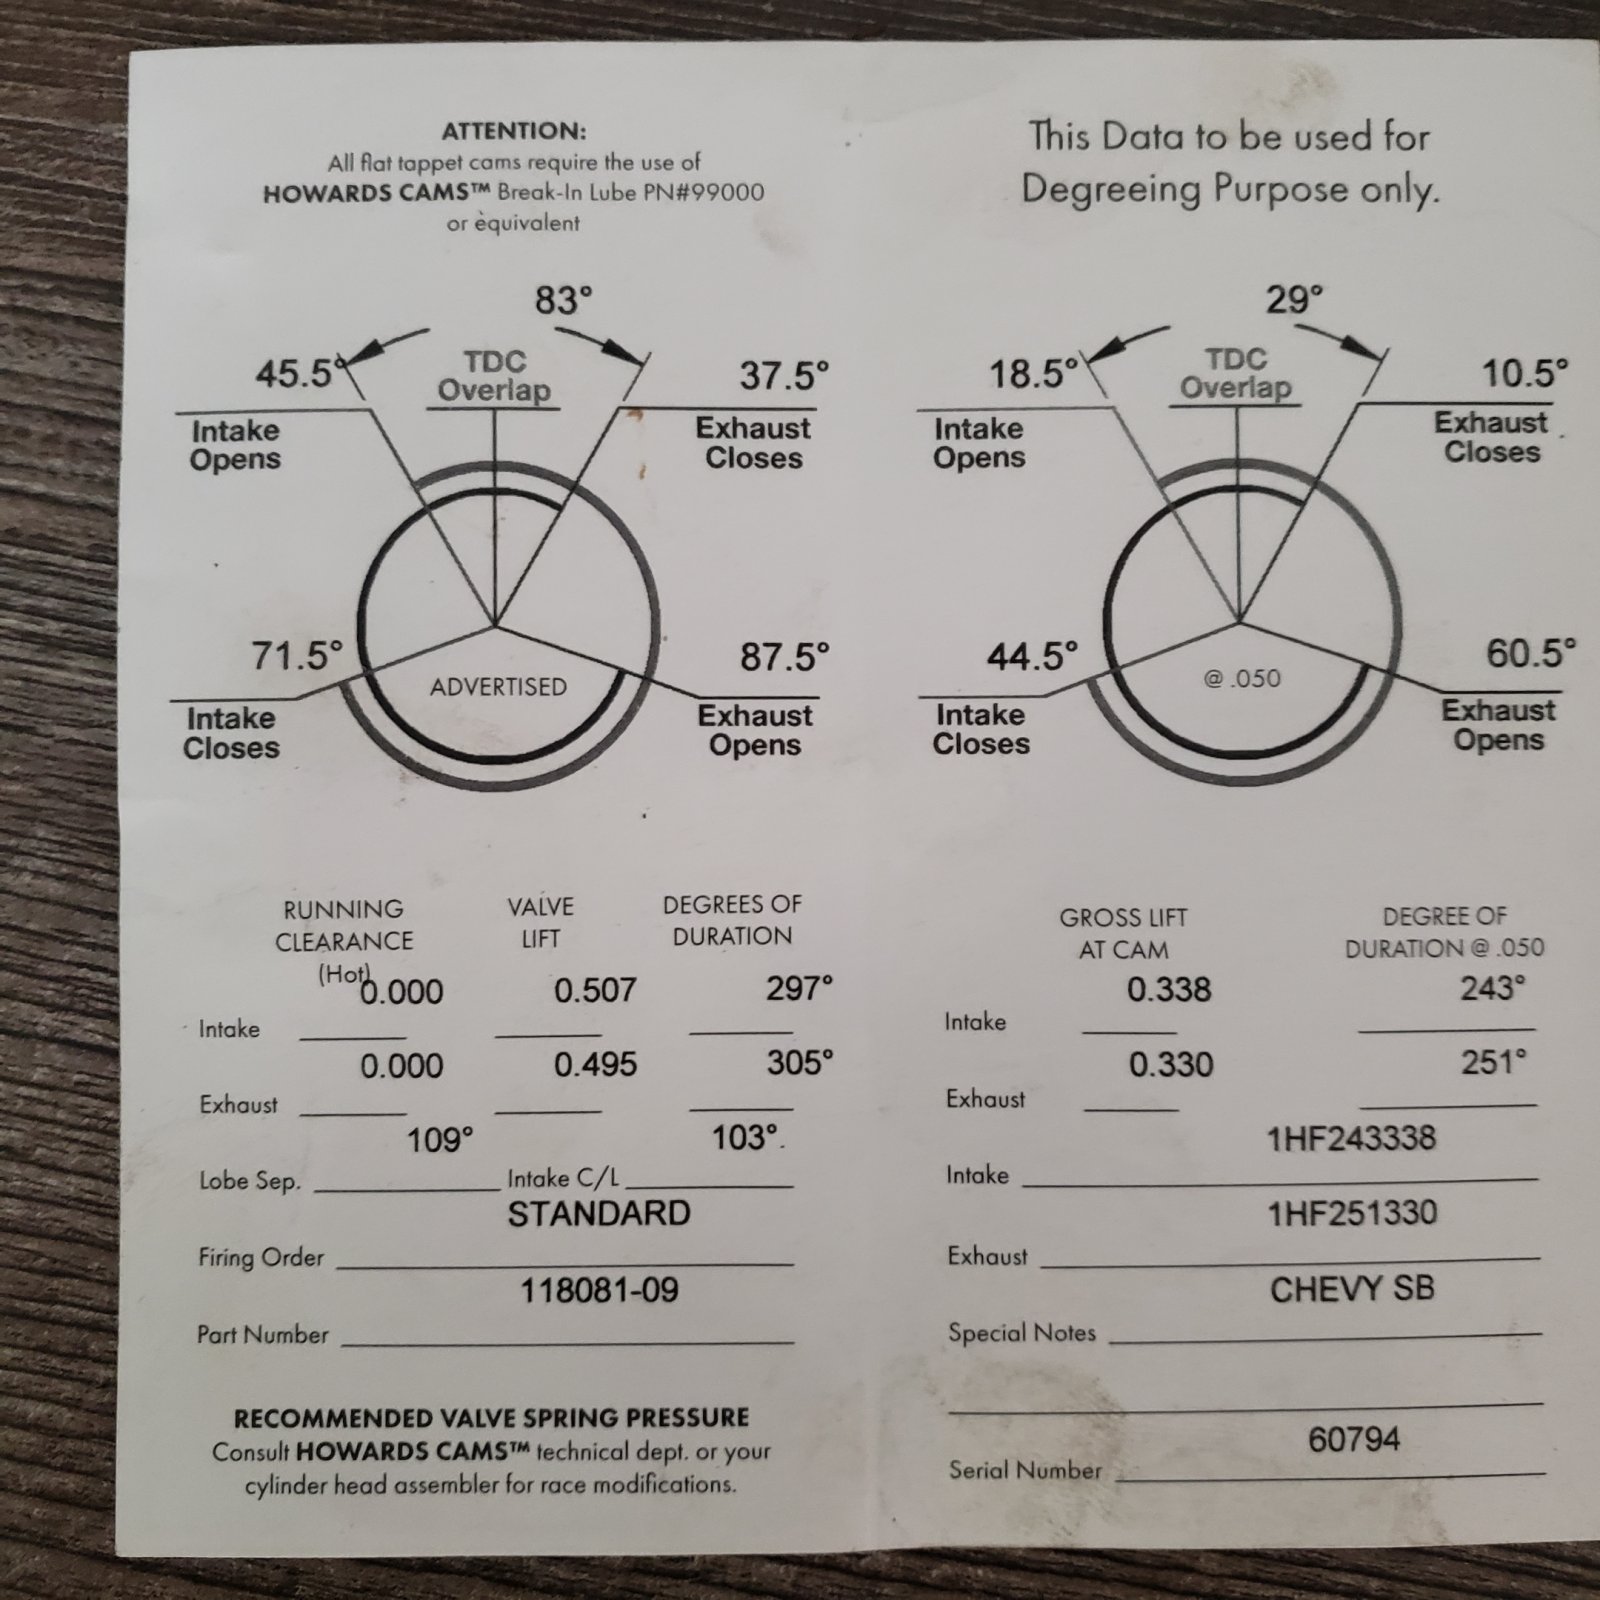 ATTENTION:
All flat tappet cams require the use of
HOWARDS CAMS™ Break-In Lube PN#99000
or equivalent
83°
45.5°
TDC
Overlap
37.5°
Intake
Opens
Exhaust
Closes
71.5°
ADVERTISED
87.5°
Intake
Closes
Exhaust
Opens
RUNNING
CLEARANCE
(Hot)
VALVE
LIFT
DEGREES OF
DURATION
Intake 0.000 0.507 297°
Exhaust 0.000 0.495 305°
Lobe Sep. 109° Intake C/L 103°
Firing Order STANDARD
Part Number 118081-09
RECOMMENDED VALVE SPRING PRESSURE
Consult HOWARDS CAMS™ technical dept. or your
cylinder head assembler for race modifications.
This Data to be used for
Degreeing Purpose only.
29°
18.5°
TDC
Overlap
10.5°
Intake
Opens
Exhaust
Closes
44.5°
@ .050
60.5°
Intake
Closes
Exhaust
Opens
GROSS LIFT
AT CAM
DEGREE OF
DURATION @ .050
Intake 0.338 243°
Exhaust 0.330 251°
Intake 1HF243338
Exhaust 1HF251330
Special Notes CHEVY SB
Serial Number 60794